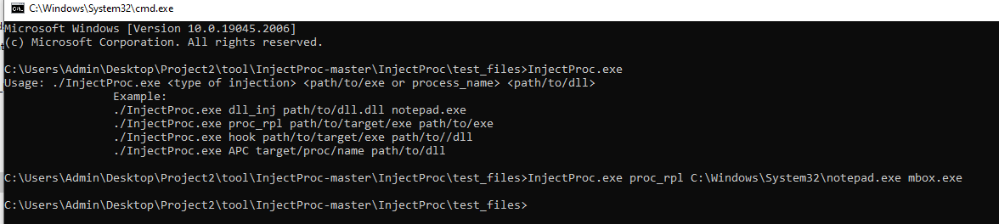 C:\Windows\System32\cmd.exe
Microsoft Windows [Version 10.0.19045.2006]
(c) Microsoft Corporation. All rights reserved.
C:\Users\Admin\Desktop\Project2\tool\InjectProc-master\InjectProc\test_files>InjectProc.exe
Usage: ./InjectProc.exe <type of injection> <path/to/exe or process_name> <path/to/dll>
Example:
./InjectProc.exe dll_inj path/to/dll.dll notepad.exe
./InjectProc.exe proc_rpl path/to/target/exe path/to/exe
./InjectProc.exe hook path/to/target/exe path/to//dll
./InjectProc.exe APC target/proc/name path/to/dll
C:\Users\Admin\Desktop\Project2\tool\InjectProc-master\InjectProc\test_files>InjectProc.exe proc_rpl C:\Windows\System32\notepad.exe mbox.exe
C:\Users\Admin\Desktop\Project2\tool\InjectProc-master\InjectProc\test_files>